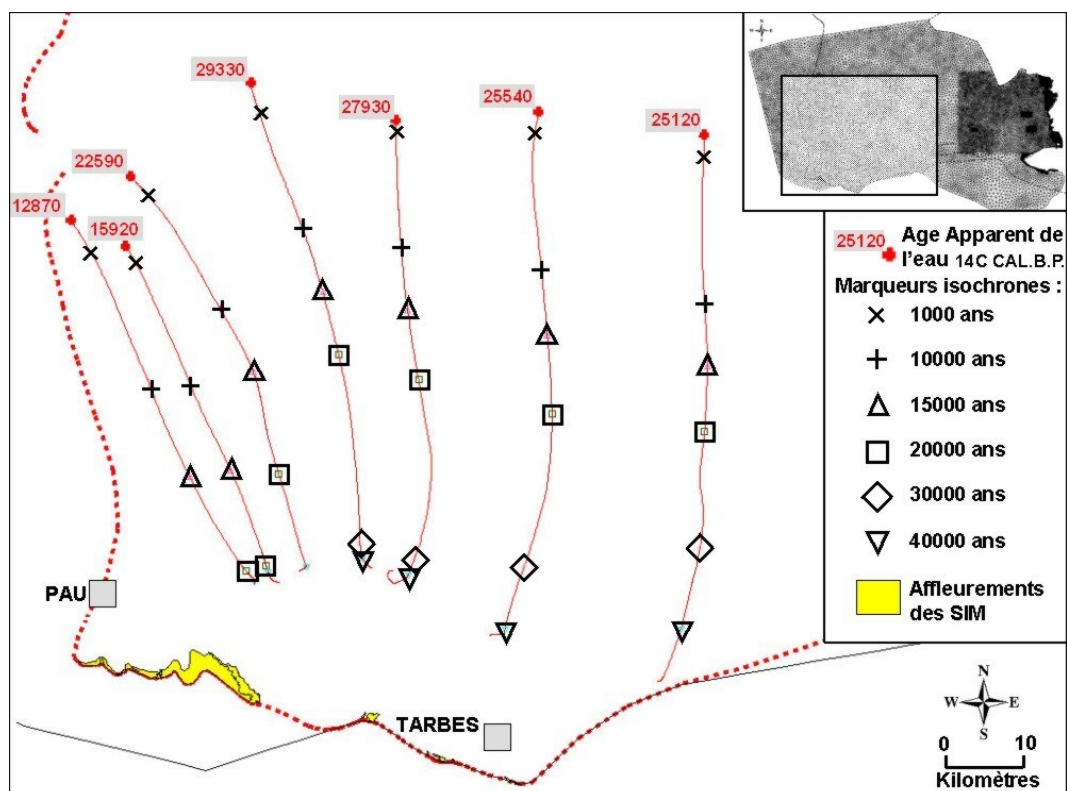 29330
27930
25540
25120
22590
12870
15920
PAU
TARBES
25120 Age Apparent de
l'eau 14C CAL.B.P.
Marqueurs isochrones :
1000 ans
10000 ans
15000 ans
20000 ans
30000 ans
40000 ans
Affleurements
des SIM
N
W E
S
0 10
Kilomètres